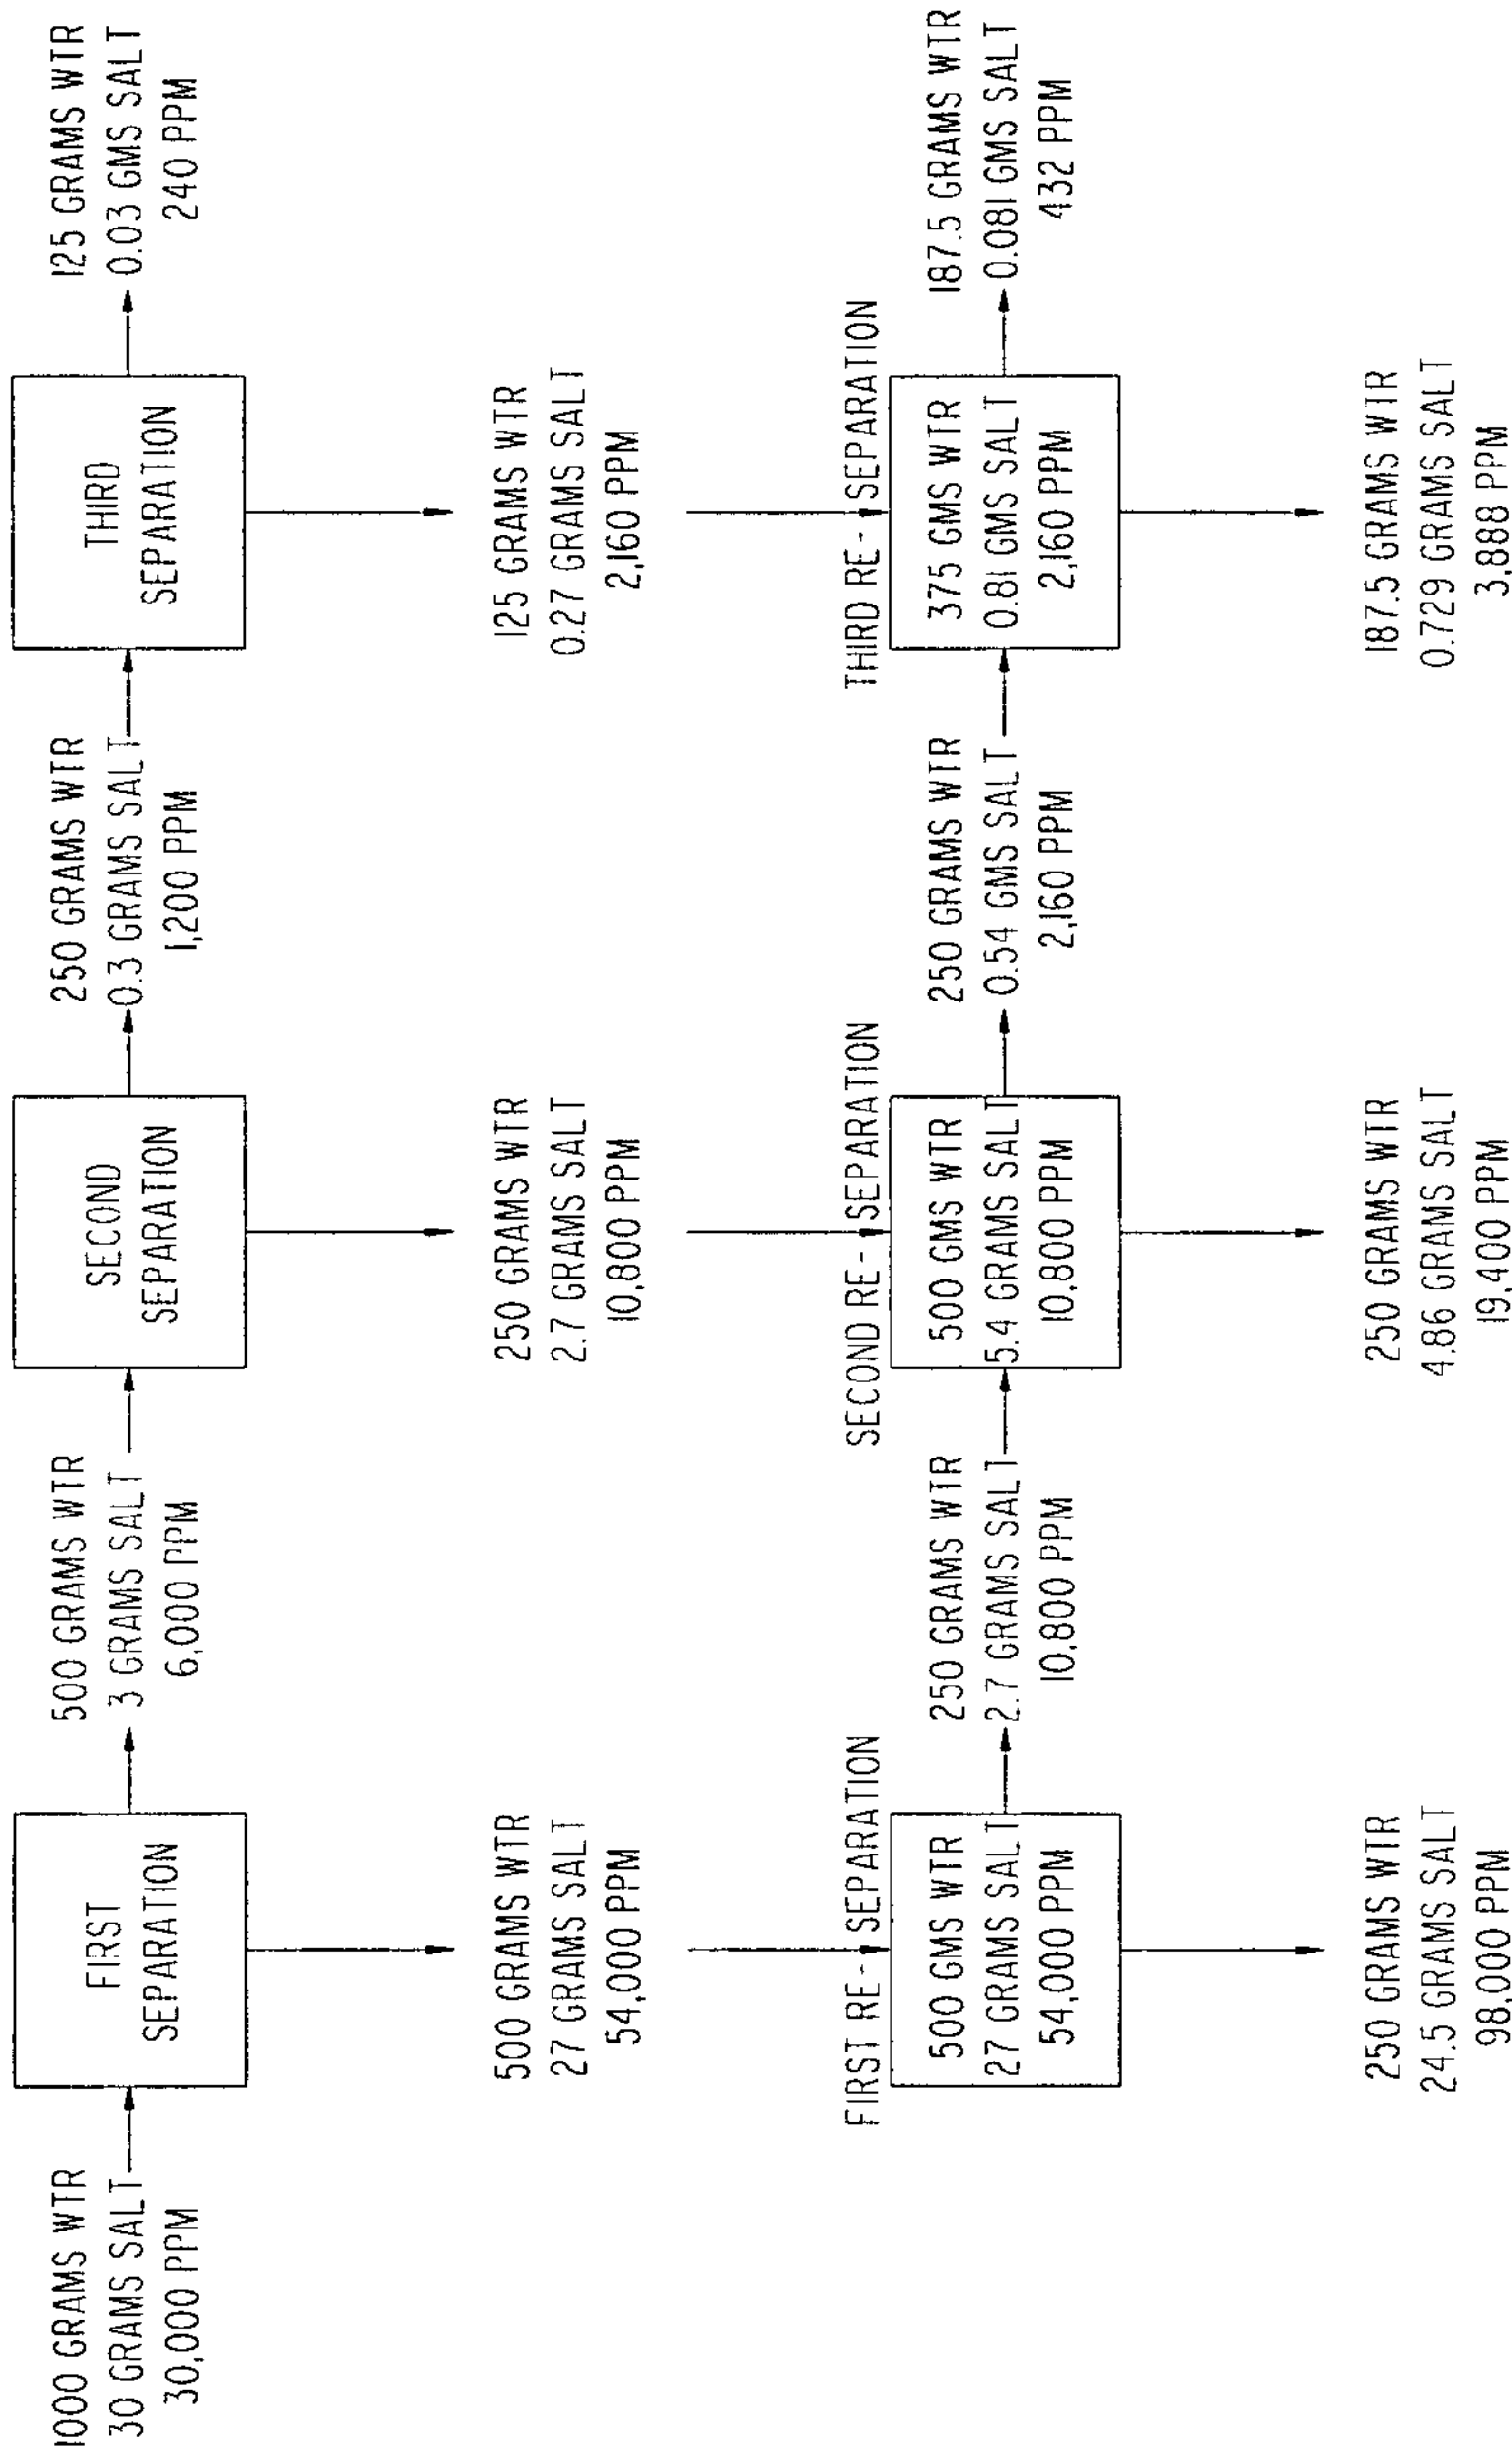 1000 GRAMS WTR
30 GRAMS SALT
30,000 PPM
FIRST
SEPARATION
500 GRAMS WTR
3 GRAMS SALT
6,000 PPM
SECOND
SEPARATION
250 GRAMS WTR
0.3 GRAMS SALT
1,200 PPM
THIRD
SEPARATION
125 GRAMS WTR
0.03 GMS SALT
240 PPM
500 GRAMS WTR
27 GRAMS SALT
54,000 PPM
250 GRAMS WTR
2.7 GRAMS SALT
10,800 PPM
125 GRAMS WTR
0.27 GRAMS SALT
2,160 PPM
FIRST RE - SEPARATION
500 GMS WTR
27 GRAMS SALT
54,000 PPM
250 GRAMS WTR
2.7 GRAMS SALT
10,800 PPM
SECOND RE - SEPARATION
500 GMS WTR
5.4 GRAMS SALT
10,800 PPM
250 GRAMS WTR
0.54 GMS SALT
2,160 PPM
THIRD RE - SEPARATION
375 GMS WTR
0.81 GMS SALT
2,160 PPM
187.5 GRAMS WTR
0.081 GMS SALT
432 PPM
250 GRAMS WTR
24.5 GRAMS SALT
98,000 PPM
250 GRAMS WTR
4.86 GRAMS SALT
19,400 PPM
187.5 GRAMS WTR
0.729 GRAMS SALT
3,888 PPM